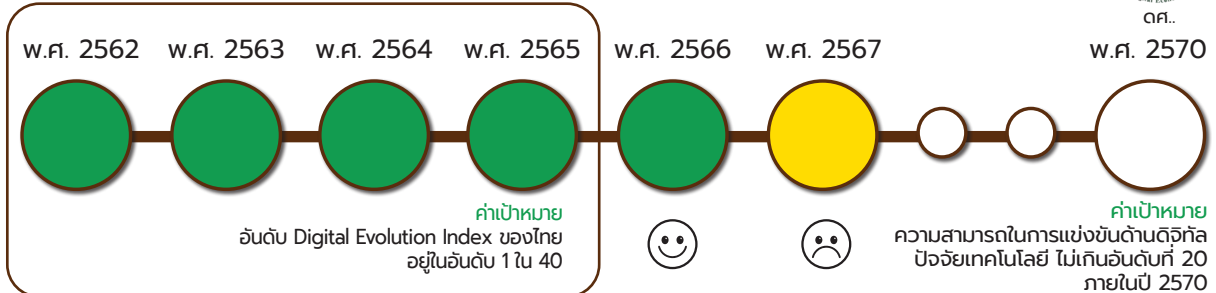 ดศ..
พ.ศ. 2562 พ.ศ. 2563 พ.ศ. 2564 พ.ศ. 2565 พ.ศ. 2566 พ.ศ. 2567 พ.ศ. 2570
ค่าเป้าหมาย
อันดับ Digital Evolution Index ของไทย
อยู่ในอันดับ 1 ใน 40
ค่าเป้าหมาย
ความสามารถในการแข่งขันด้านดิจิทัล
ปัจจัยเทคโนโลยี ไม่เกินอันดับที่ 20
ภายในปี 2570